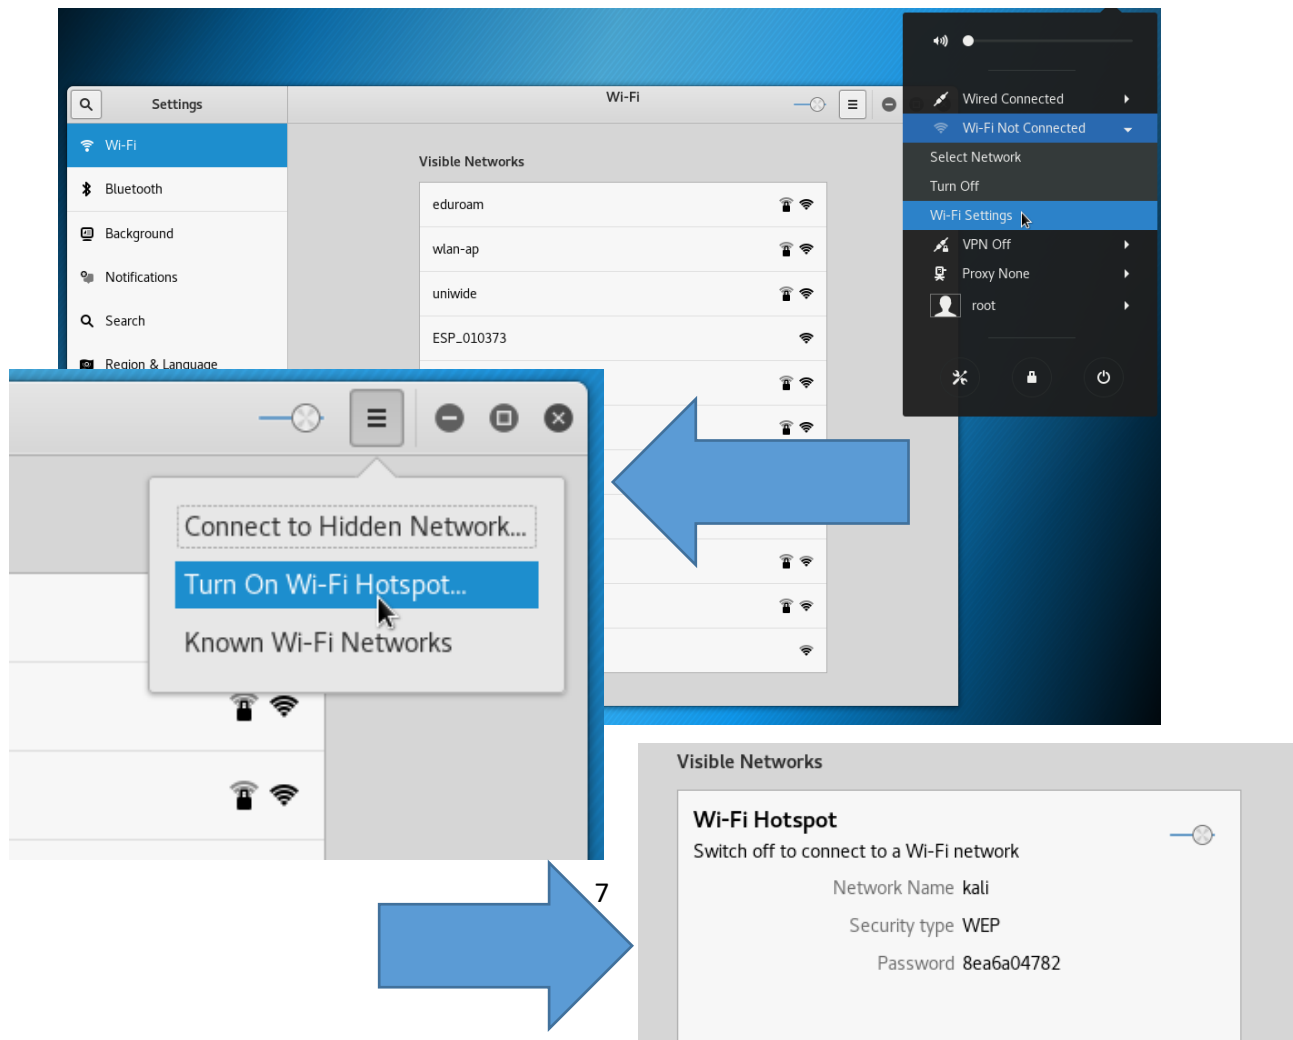 Settings
Wi-Fi
Wi-Fi
Bluetooth
Background
Notifications
Search
Region & Language
Visible Networks
eduroam
wlan-ap
uniwide
ESP_010373
Wired Connected
Wi-Fi Not Connected
Select Network
Turn Off
Wi-Fi Settings
VPN Off
Proxy None
root
Connect to Hidden Network...
Turn On Wi-Fi Hotspot...
Known Wi-Fi Networks
7
Visible Networks
Wi-Fi Hotspot
Switch off to connect to a Wi-Fi network
Network Name kali
Security type WEP
Password 8ea6a04782